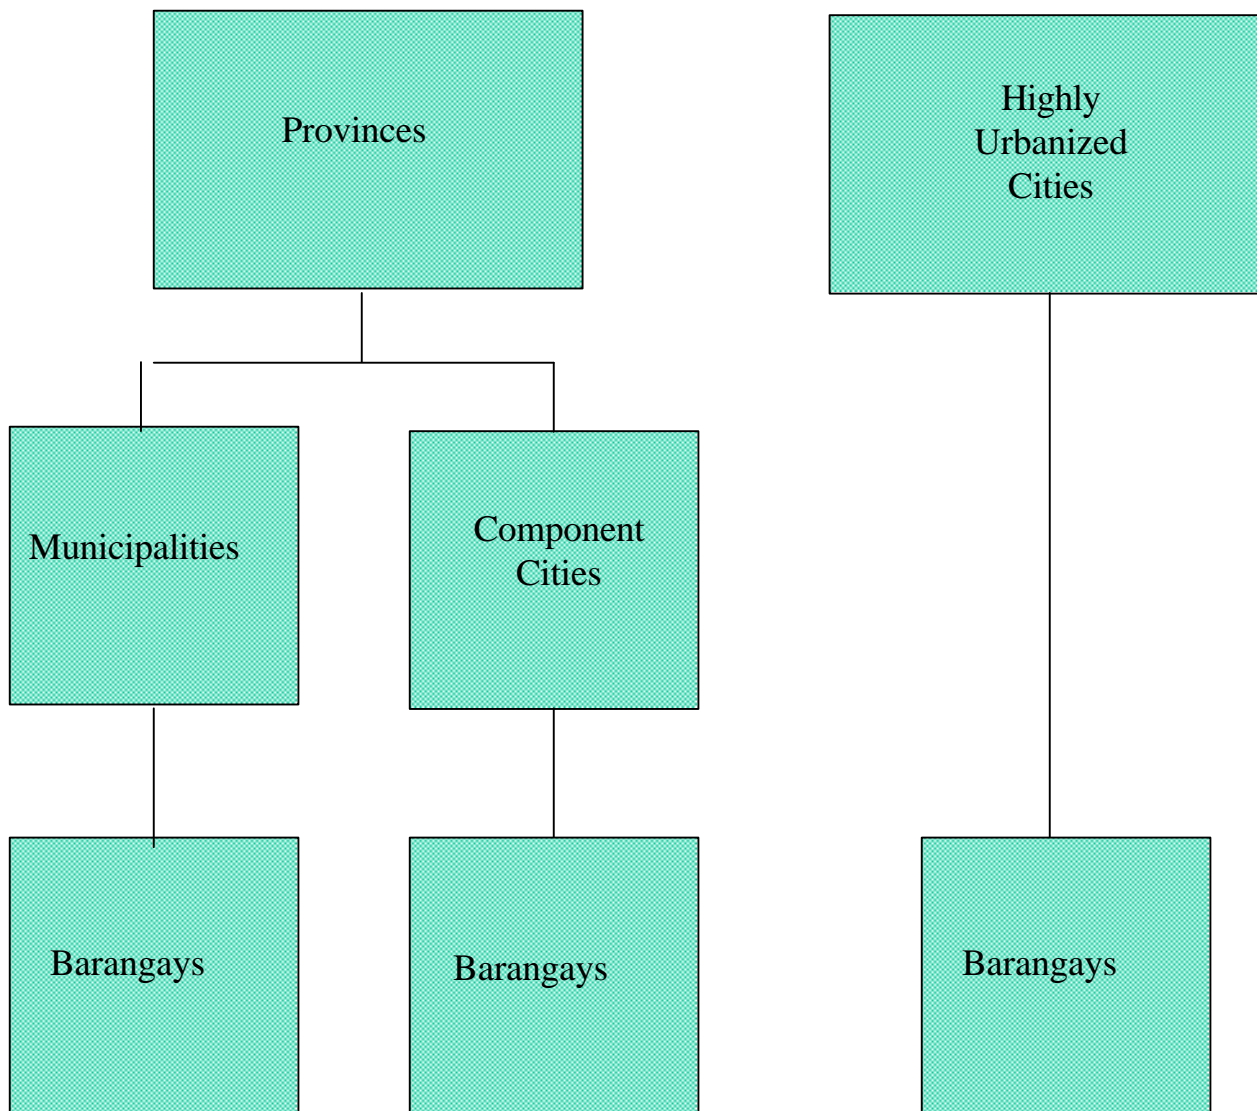 Provinces
Highly
Urbanized
Cities
Municipalities
Component
Cities
Barangays
Barangays
Barangays